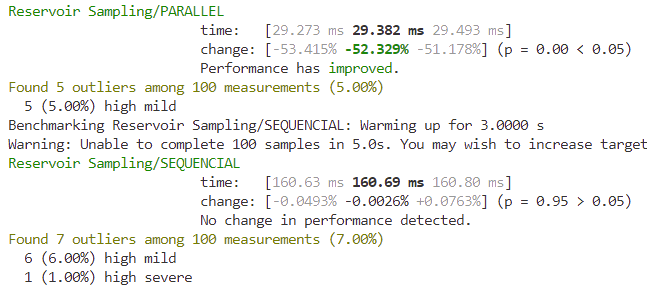 Reservoir Sampling/PARALLEL
time: [29.273 ms 29.382 ms 29.493 ms]
change: [-53.415% -52.329% -51.178%] (p = 0.00 < 0.05)
Performance has improved.
Found 5 outliers among 100 measurements (5.00%)
5 (5.00%) high mild
Benchmarking Reservoir Sampling/SEQUENCIAL: Warming up for 3.0000 s
Warning: Unable to complete 100 samples in 5.0s. You may wish to increase target
Reservoir Sampling/SEQUENCIAL
time: [160.63 ms 160.69 ms 160.80 ms]
change: [-0.0493% -0.0026% +0.0763%] (p = 0.95 > 0.05)
No change in performance detected.
Found 7 outliers among 100 measurements (7.00%)
6 (6.00%) high mild
1 (1.00%) high severe